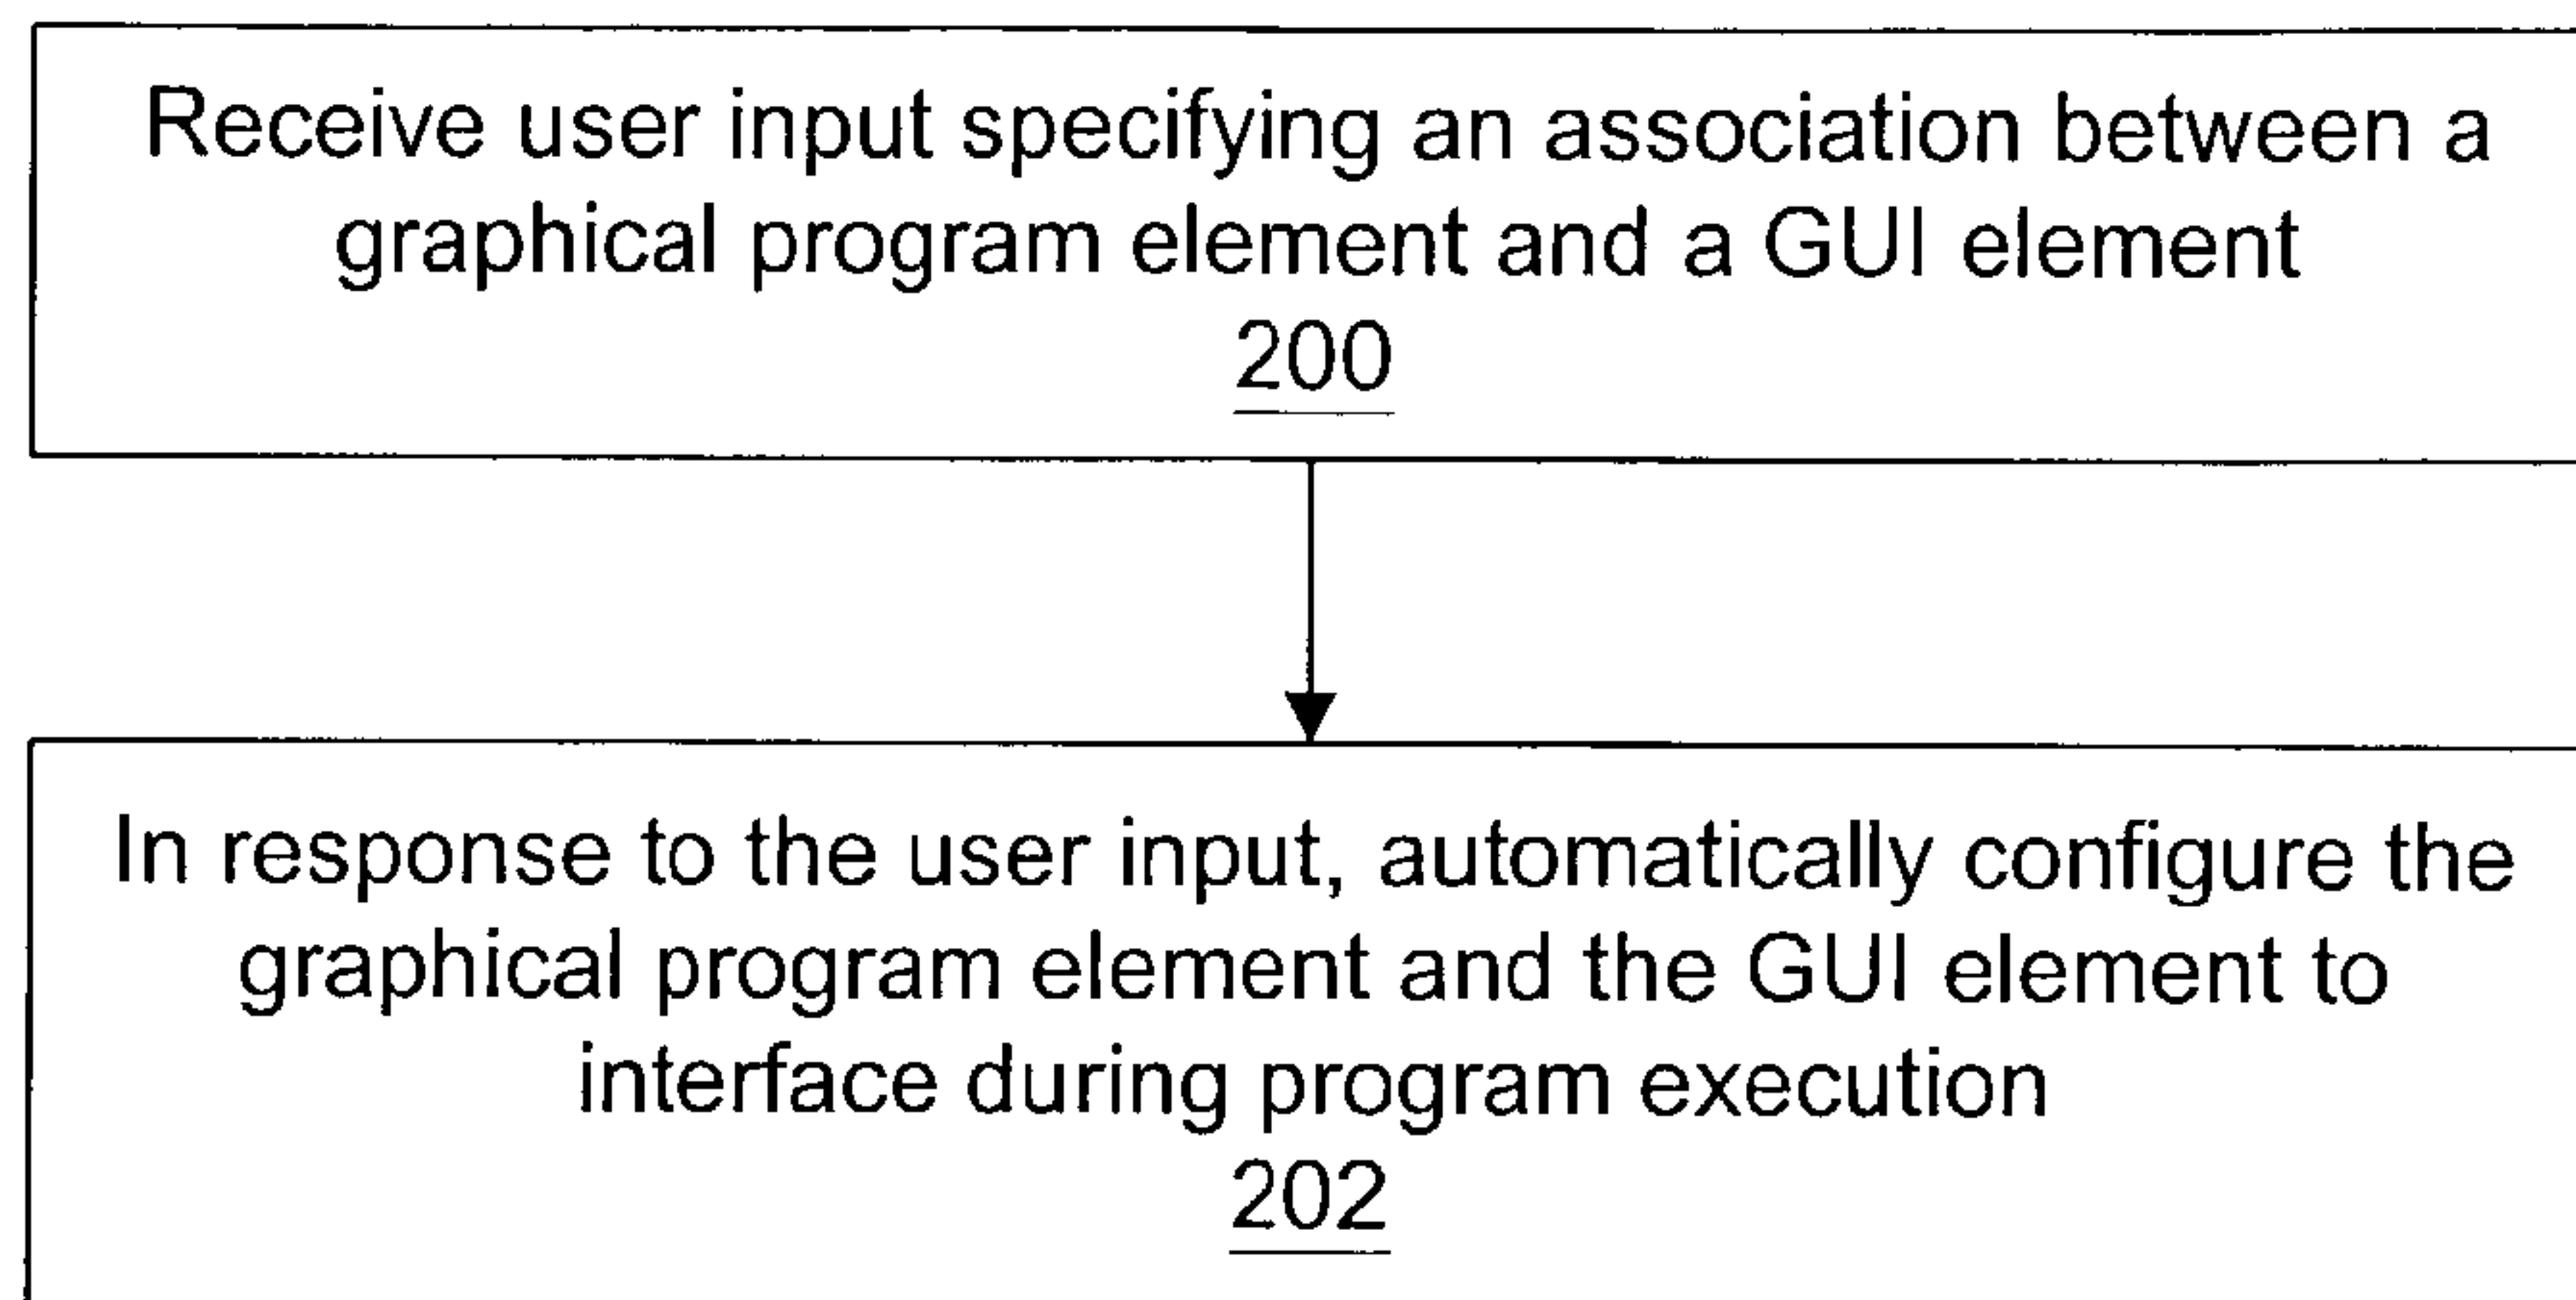 Receive user input specifying an association between a
graphical program element and a GUI element
200
In response to the user input, automatically configure the
graphical program element and the GUI element to
interface during program execution
202